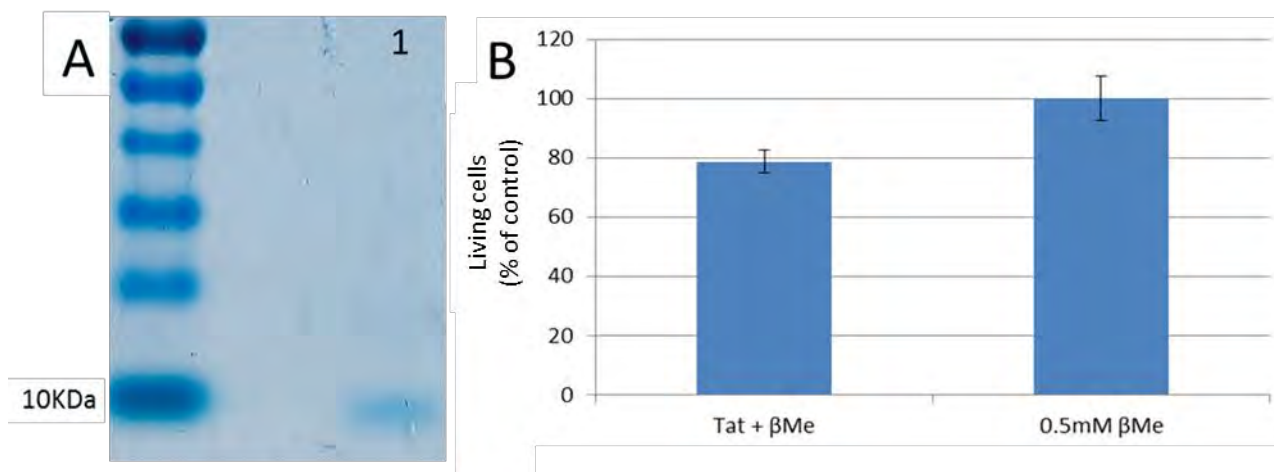 A
1
10KDa
B
Living cells
(% of control)
120
100
80
60
40
20
0
Tat + βMe
0.5mM βMe